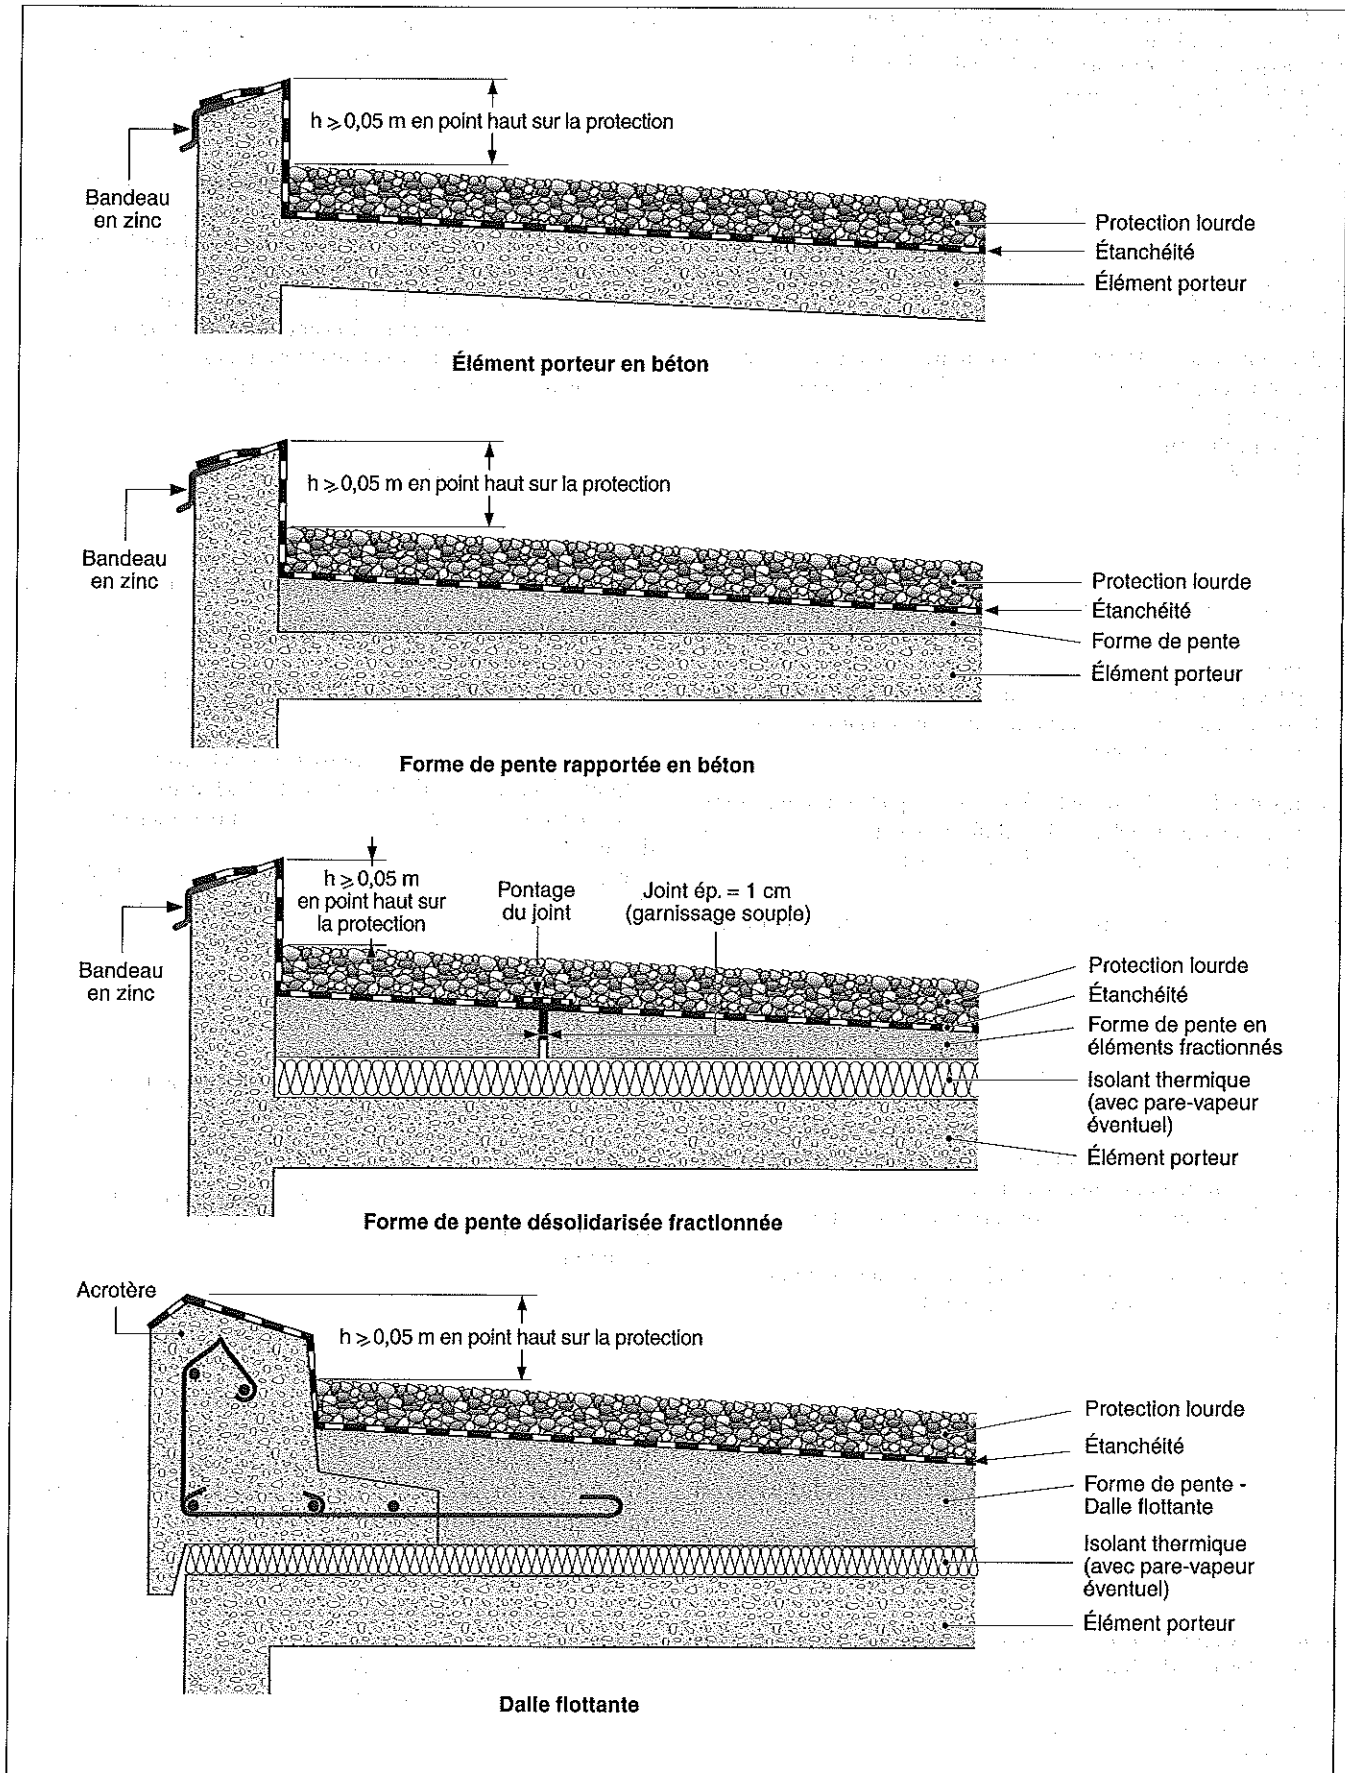 h ⩾ 0,05 m en point haut sur la protection
Bandeau
en zinc
Protection lourde
Étanchéité
Élément porteur
Élément porteur en béton
h ⩾ 0,05 m en point haut sur la protection
Bandeau
en zinc
Protection lourde
Étanchéité
Forme de pente
Élément porteur
Forme de pente rapportée en béton
h ⩾ 0,05 m
en point haut sur
la protection
Pontage
du joint
Joint ép. = 1 cm
(garnissage souple)
Bandeau
en zinc
Protection lourde
Étanchéité
Forme de pente en
éléments fractionnés
Isolant thermique
(avec pare-vapeur
éventuel)
Élément porteur
Forme de pente désolidarisée fractionnée
Acrotère
h ⩾ 0,05 m en point haut sur la protection
Protection lourde
Étanchéité
Forme de pente -
Dalle flottante
Isolant thermique
(avec pare-vapeur
éventuel)
Élément porteur
Dalle flottante